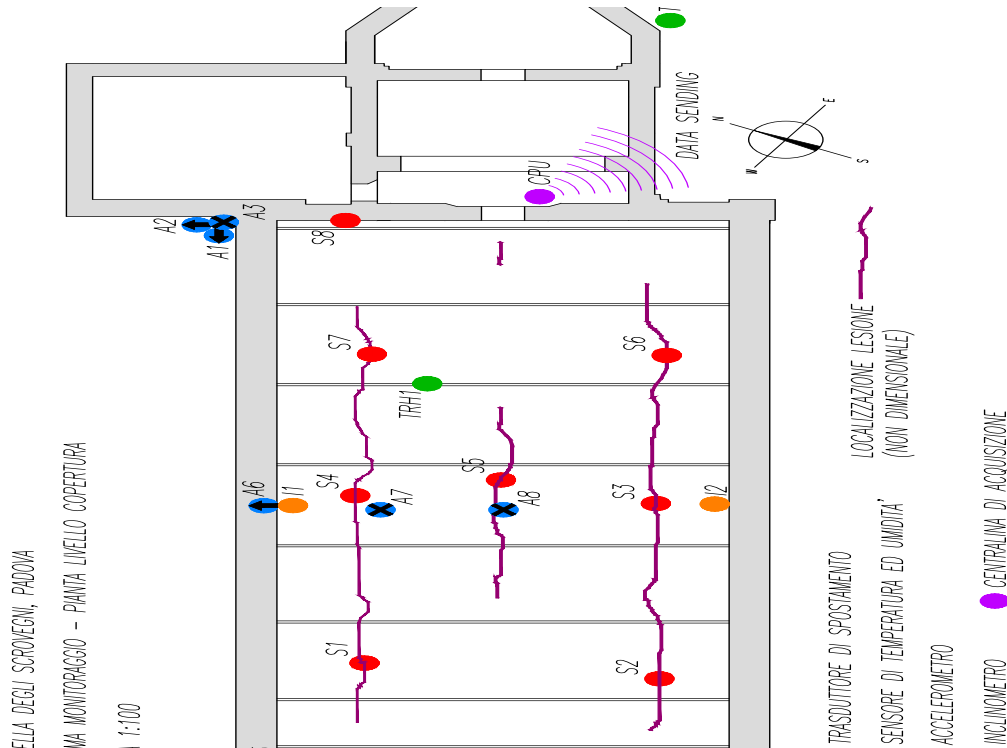 ELLA DEGLI SCROVEGNI, PADOVA
MA MONITORAGGIO - PIANTA LIVELLO COPERTURA
1:100
A2
A1
A3
S8
CPU
DATA SENDING
N
E
W
S
S7
S6
TRH1
A6
I1
S4
A7
S5
A8
S3
I2
S1
S2
LOCALIZZAZIONE LESIONE
(NON DIMENSIONALE)
TRASDUTTORE DI SPOSTAMENTO
SENSORE DI TEMPERATURA ED UMIDITA'
ACCELEROMETRO
INCLINOMETRO
CENTRALINA DI ACQUISIZIONE